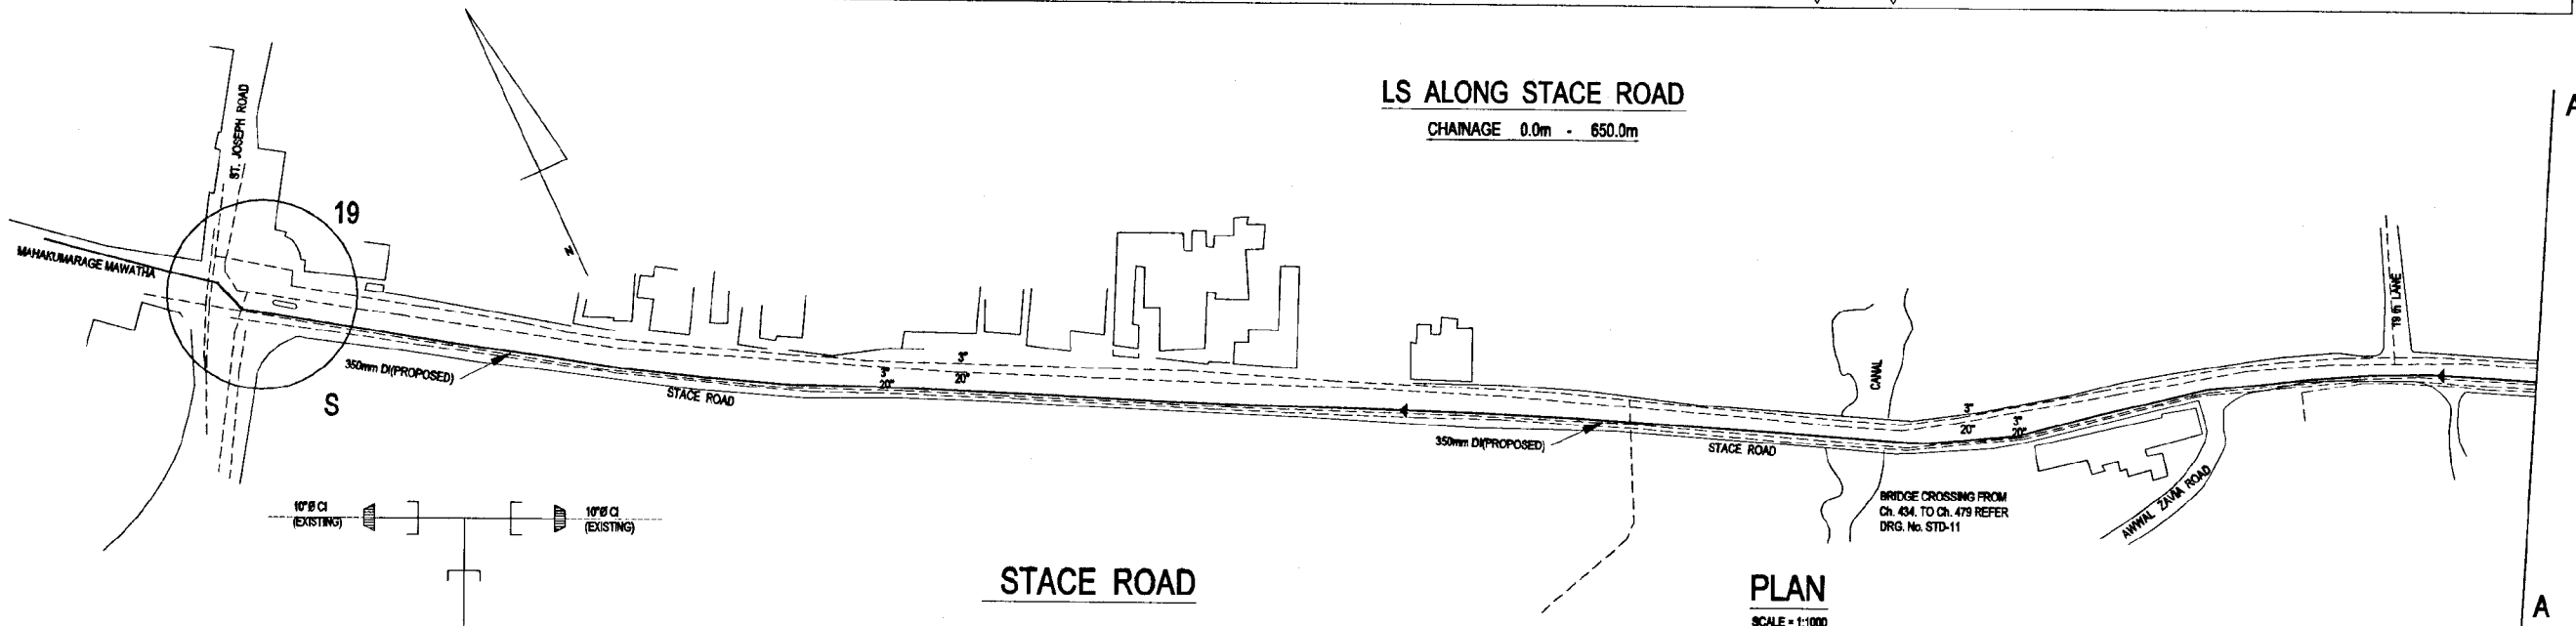 LS ALONG STACE ROAD
CHAINAGE 0.0m - 650.0m
A
ST. JOSEPH ROAD
19
MAHAKUMARAGE MAWATHA
N
S
350mm DI(PROPOSED)
STACE ROAD
3"
20"
3"
20"
350mm DI(PROPOSED)
STACE ROAD
CANAL
3"
20"
3"
20"
19 th LANE
AWWAL ZAVIA ROAD
BRIDGE CROSSING FROM
Ch. 434. TO Ch. 479 REFER
DRG. No. STD-11
10"Ø CI
(EXISTING)
10"Ø CI
(EXISTING)
STACE ROAD
PLAN
SCALE = 1:1000
A